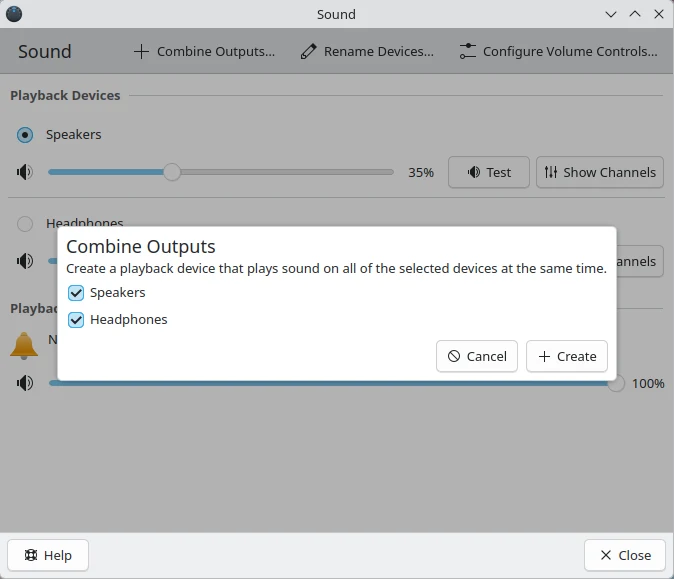 Sound
Sound
Combine Outputs...
Rename Devices...
Configure Volume Controls...
Playback Devices
Speakers
35%
Test
Show Channels
Headphones
Combine Outputs
Create a playback device that plays sound on all of the selected devices at the same time.
Speakers
Headphones
Cancel
Create
100%
Help
Close